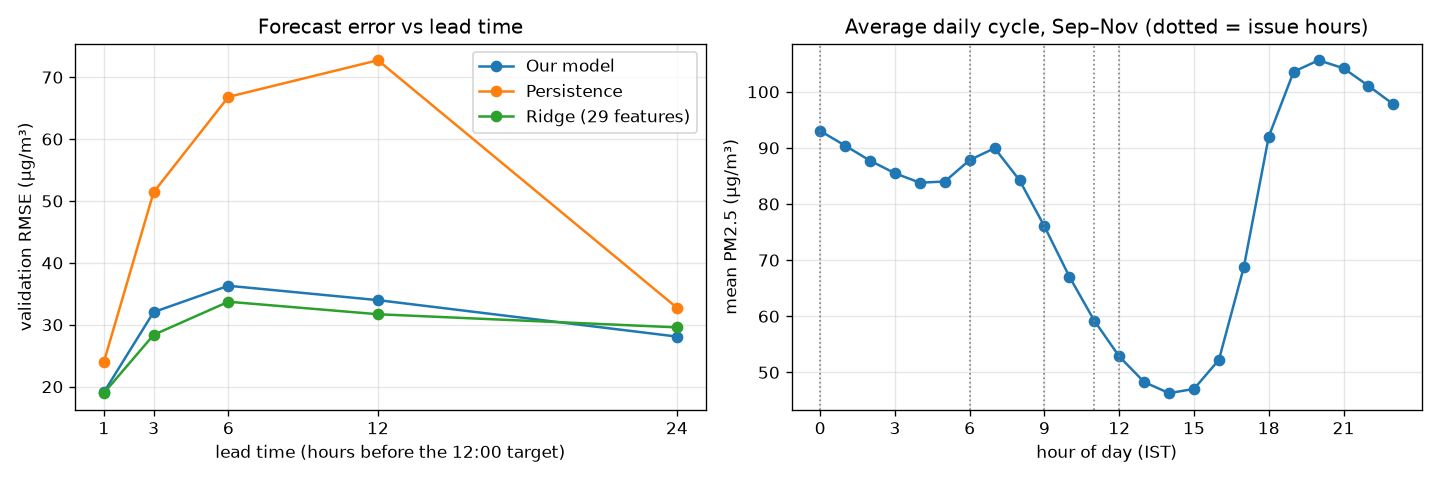 Forecast error vs lead time
validation RMSE (µg/m³)
70
60
50
40
30
20
Our model
Persistence
Ridge (29 features)
1 3 6 12 24
lead time (hours before the 12:00 target)
Average daily cycle, Sep–Nov (dotted = issue hours)
mean PM2.5 (µg/m³)
100
90
80
70
60
50
0 3 6 9 12 15 18 21
hour of day (IST)